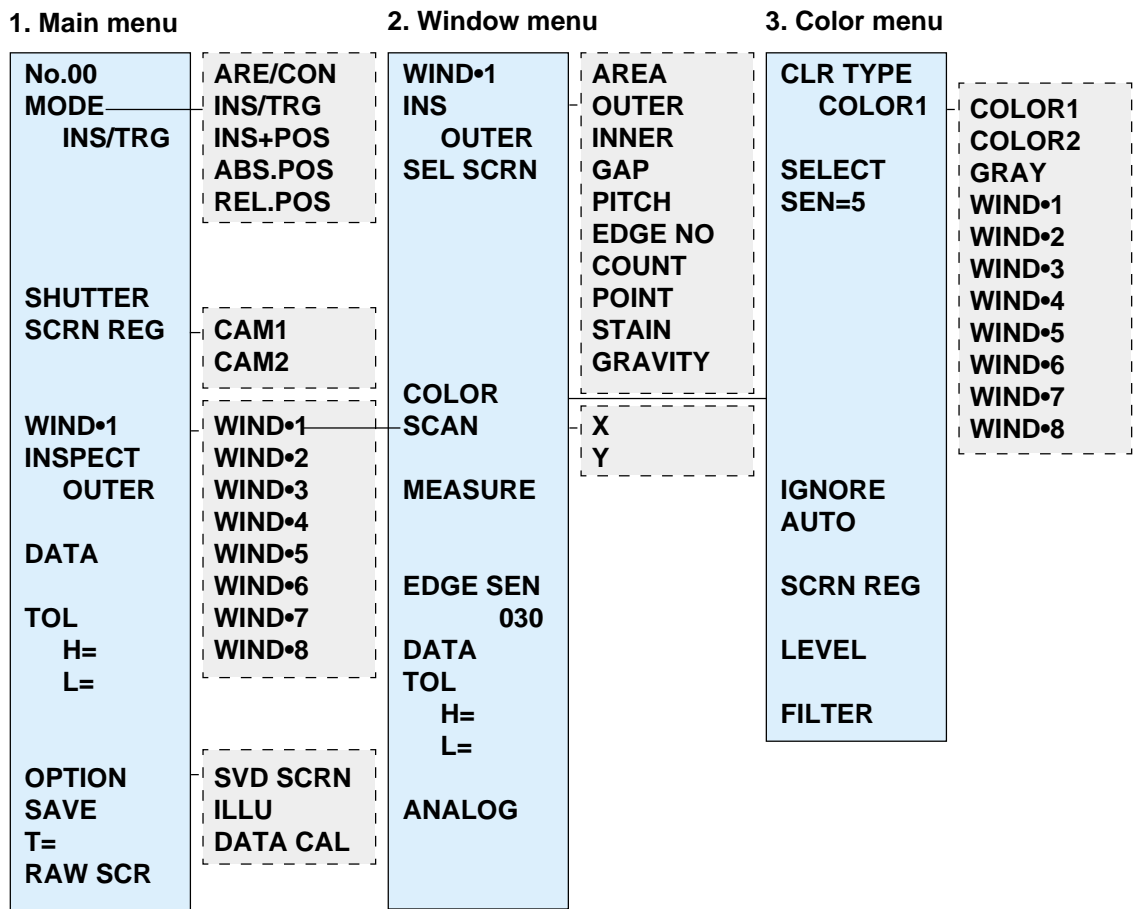 1. Main menu
No.00
MODE
INS/TRG
SHUTTER
SCRN REG
WIND•1
INSPECT
OUTER
DATA
TOL
H=
L=
OPTION
SAVE
T=
RAW SCR
ARE/CON
INS/TRG
INS+POS
ABS.POS
REL.POS
CAM1
CAM2
WIND•1
WIND•2
WIND•3
WIND•4
WIND•5
WIND•6
WIND•7
WIND•8
SVD SCRN
ILLU
DATA CAL
2. Window menu
WIND•1
INS
OUTER
SEL SCRN
COLOR
SCAN
MEASURE
EDGE SEN
030
DATA
TOL
H=
L=
ANALOG
AREA
OUTER
INNER
GAP
PITCH
EDGE NO
COUNT
POINT
STAIN
GRAVITY
X
Y
3. Color menu
CLR TYPE
COLOR1
SELECT
SEN=5
IGNORE
AUTO
SCRN REG
LEVEL
FILTER
COLOR1
COLOR2
GRAY
WIND•1
WIND•2
WIND•3
WIND•4
WIND•5
WIND•6
WIND•7
WIND•8